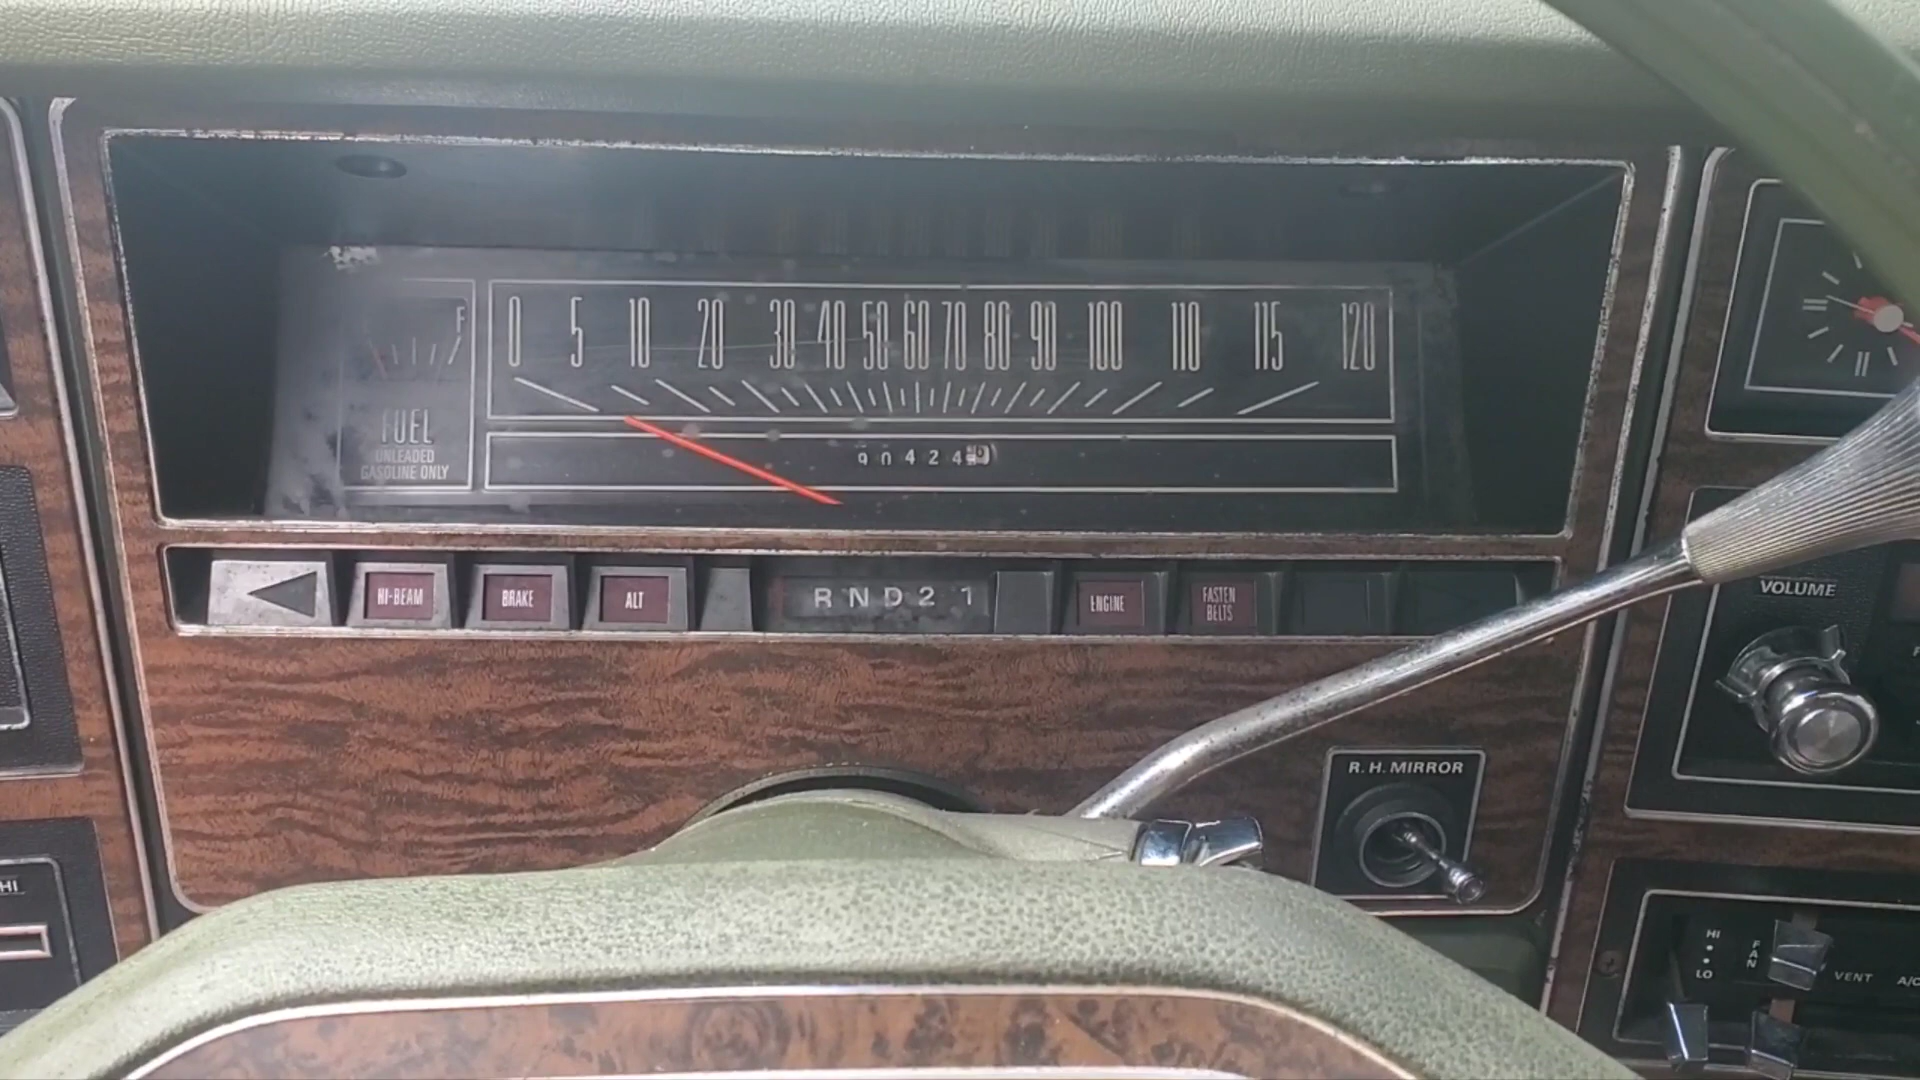 F
0 5 10 20 30 40 50 60 70 80 90 100 110 115 120
FUEL
UNLEADED
GASOLINE ONLY
90424
HI-BEAM
BRAKE
ALT
R N D 2 1
ENGINE
FASTEN
BELTS
VOLUME
R.H. MIRROR
HI
HI
LO
FAN
VENT
A/C